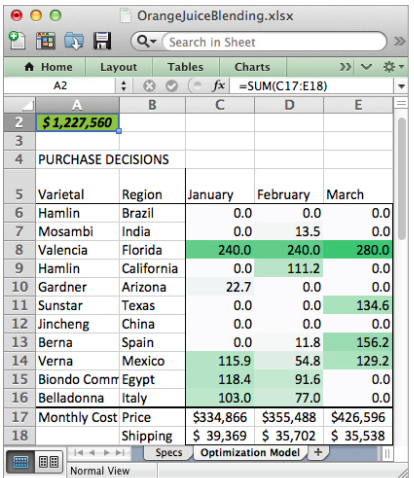 OrangeJuiceBlending.xlsx
Search in Sheet
Home Layout Tables Charts
A2 fx =SUM(C17:E18)
A B C D E
2 $1,227,560
3
4 PURCHASE DECISIONS
5 Varietal Region January February March
6 Hamlin Brazil 0.0 0.0 0.0
7 Mosambi India 0.0 13.5 0.0
8 Valencia Florida 240.0 240.0 280.0
9 Hamlin California 0.0 111.2 0.0
10 Gardner Arizona 22.7 0.0 0.0
11 Sunstar Texas 0.0 0.0 134.6
12 Jincheng China 0.0 0.0 0.0
13 Berna Spain 0.0 11.8 156.2
14 Verna Mexico 115.9 54.8 129.2
15 Biondo Comm Egypt 118.4 91.6 0.0
16 Belladonna Italy 103.0 77.0 0.0
17 Monthly Cost Price $334,866 $355,488 $426,596
18 Shipping $ 39,369 $ 35,702 $ 35,538
Specs Optimization Model +
Normal View